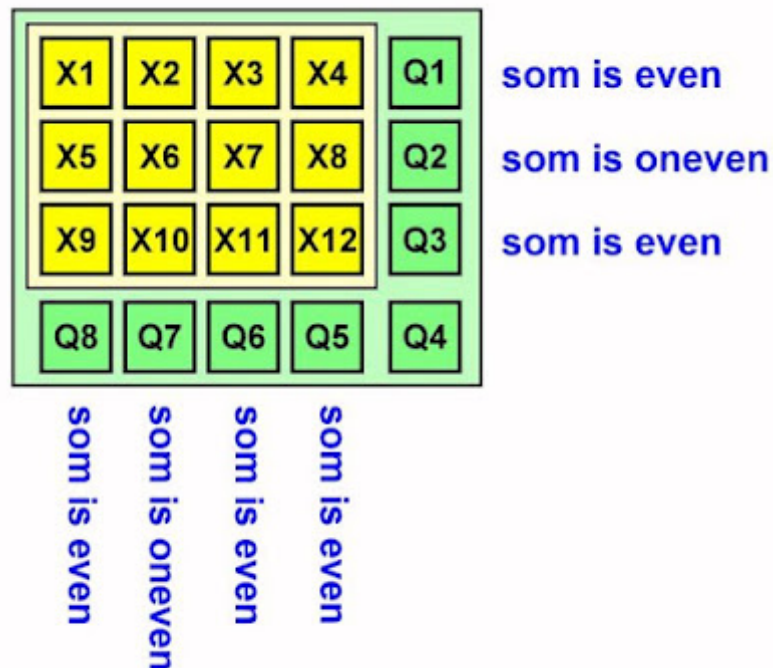 X1 X2 X3 X4 Q1 som is even
X5 X6 X7 X8 Q2 som is oneven
X9 X10 X11 X12 Q3 som is even
Q8 Q7 Q6 Q5 Q4
som is even
som is oneven
som is even
som is even